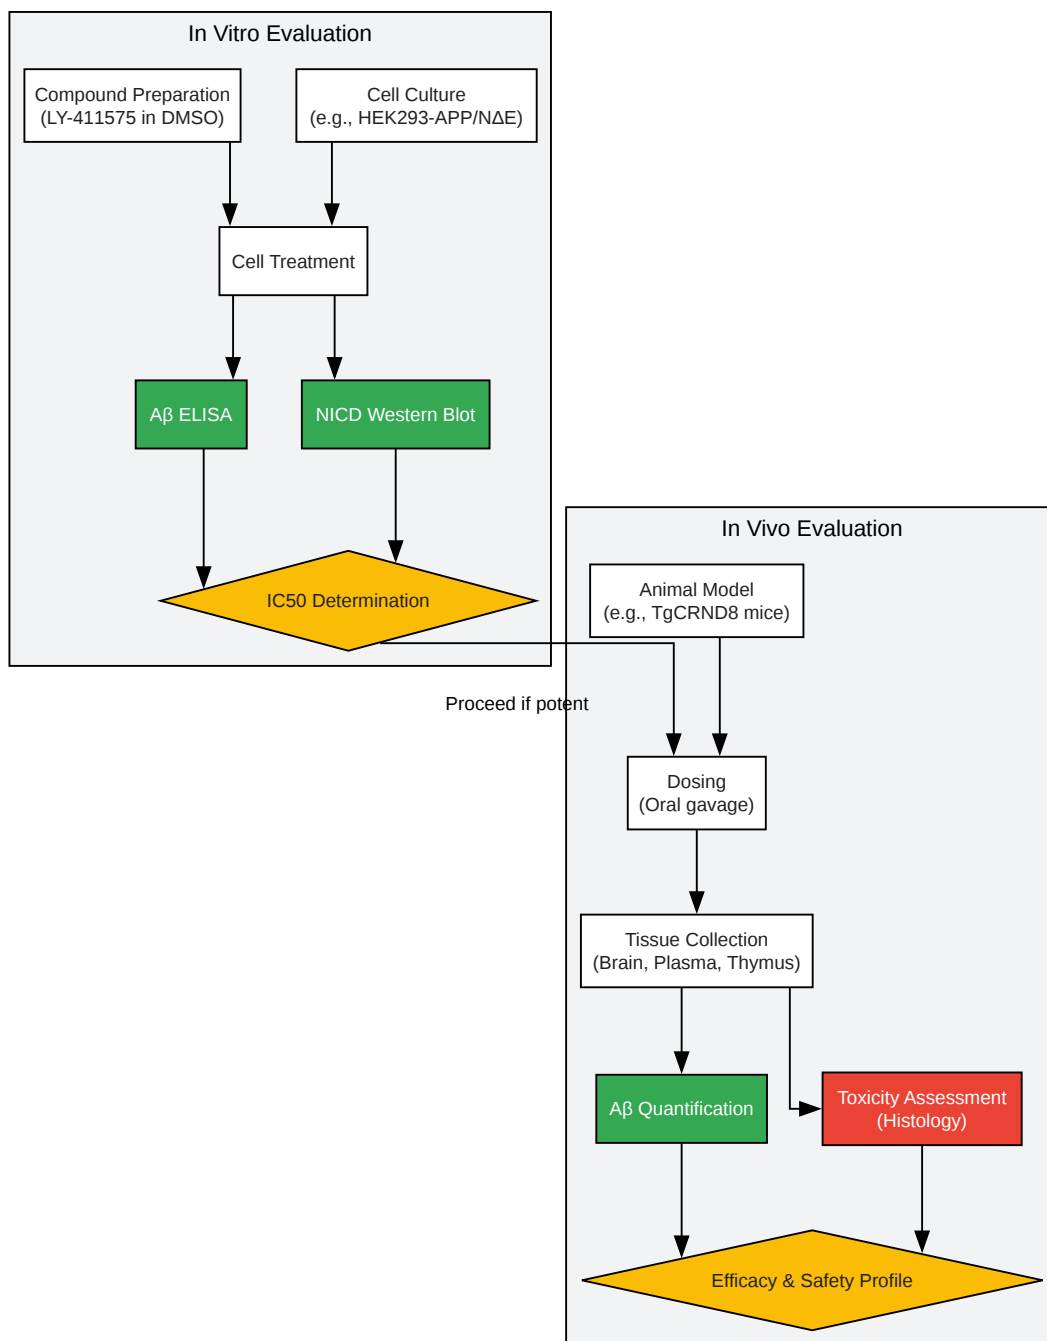 In Vitro Evaluation
Compound Preparation
(LY-411575 in DMSO)
Cell Culture
(e.g., HEK293-APP/NΔE)
Cell Treatment
Aβ ELISA
NICD Western Blot
IC50 Determination
Proceed if potent
In Vivo Evaluation
Animal Model
(e.g., TgCRND8 mice)
Dosing
(Oral gavage)
Tissue Collection
(Brain, Plasma, Thymus)
Aβ Quantification
Toxicity Assessment
(Histology)
Efficacy & Safety Profile